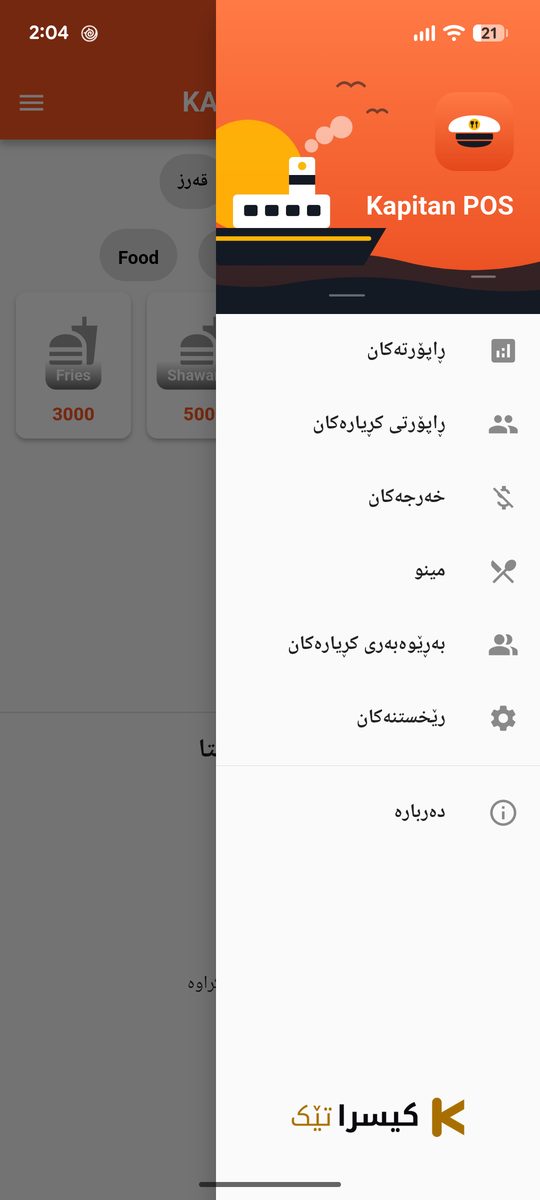 2:04
21
KA
قەرز
Food
Fries
3000
Shawa
500
Kapitan POS
ڕاپۆرتەکان
ڕاپۆرتی کڕیارەکان
خەرجەکان
مینو
بەڕێوەبەری کڕیارەکان
رێخستنەکان
دەربارە
کیسرا تێک